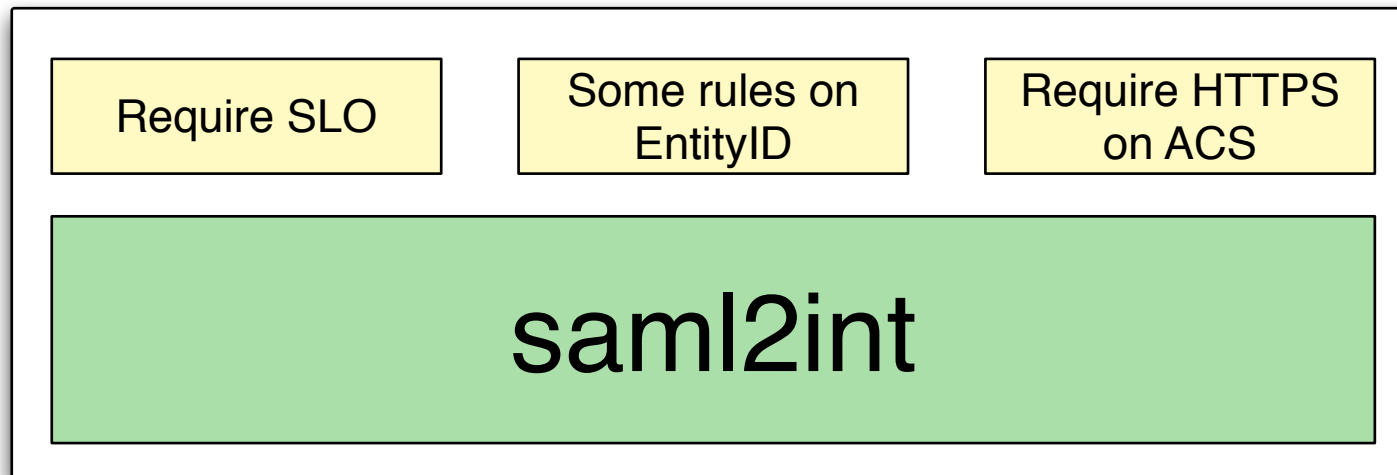 Require SLO
Some rules on
EntityID
Require HTTPS
on ACS
saml2int